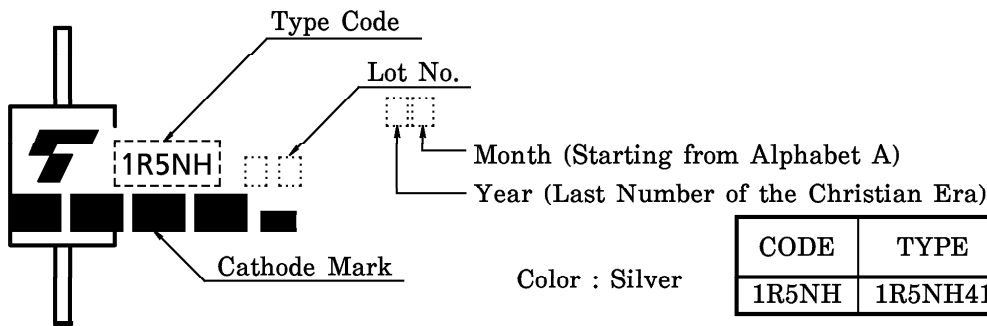 Type Code
Lot No.
1R5NH
Month (Starting from Alphabet A)
Year (Last Number of the Christian Era)
Cathode Mark
Color : Silver
CODE TYPE
1R5NH 1R5NH41